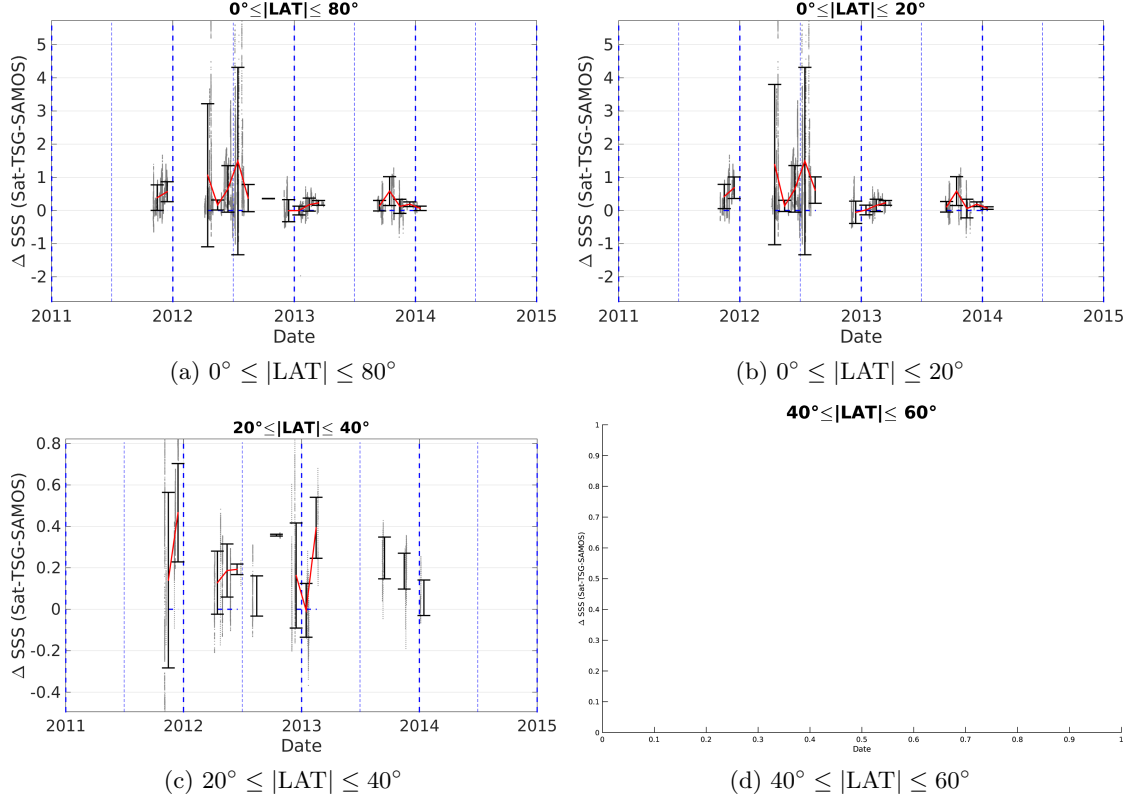 0°≤|LAT|≤ 80°
Δ SSS (Sat-TSG-SAMOS)
5
4
3
2
1
0
-1
-2
2011 2012 2013 2014 2015
Date
(a) 0° ≤ |LAT| ≤ 80°
0°≤|LAT|≤ 20°
Δ SSS (Sat-TSG-SAMOS)
5
4
3
2
1
0
-1
-2
2011 2012 2013 2014 2015
Date
(b) 0° ≤ |LAT| ≤ 20°
20°≤|LAT|≤ 40°
Δ SSS (Sat-TSG-SAMOS)
0.8
0.6
0.4
0.2
0
-0.2
-0.4
2011 2012 2013 2014 2015
Date
(c) 20° ≤ |LAT| ≤ 40°
40°≤|LAT|≤ 60°
Δ SSS (Sat-TSG-SAMOS)
1
0.9
0.8
0.7
0.6
0.5
0.4
0.3
0.2
0.1
0
0 0.1 0.2 0.3 0.4 0.5 0.6 0.7 0.8 0.9 1
Date
(d) 40° ≤ |LAT| ≤ 60°